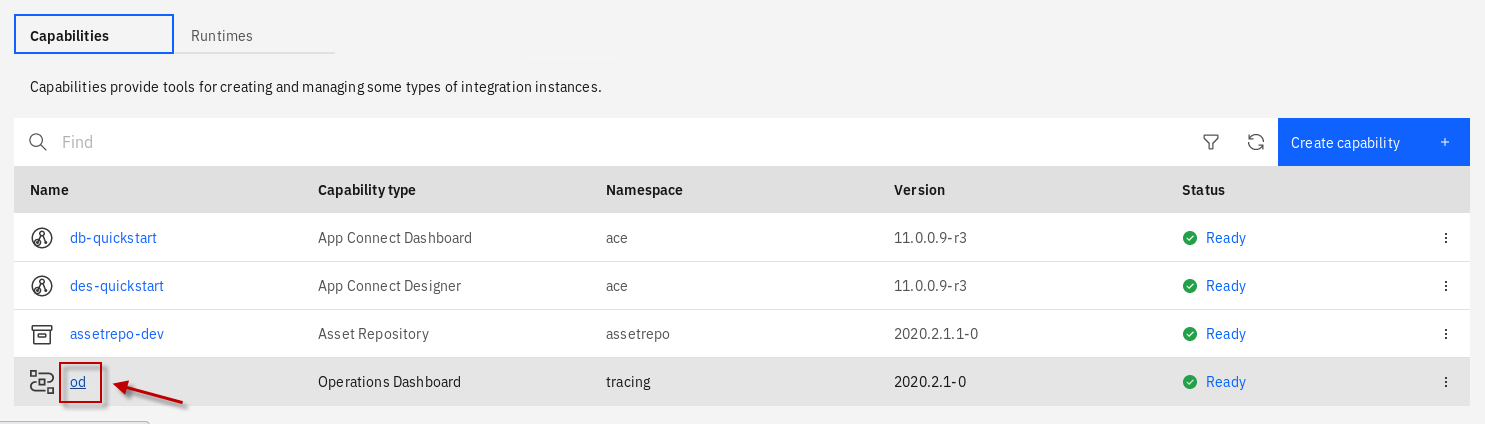 Capabilities Runtimes
Capabilities provide tools for creating and managing some types of integration instances.
Find Create capability +
Name Capability type Namespace Version Status
db-quickstart App Connect Dashboard ace 11.0.0.9-r3 Ready
des-quickstart App Connect Designer ace 11.0.0.9-r3 Ready
assetrepo-dev Asset Repository assetrepo 2020.2.1.1-0 Ready
od Operations Dashboard tracing 2020.2.1-0 Ready